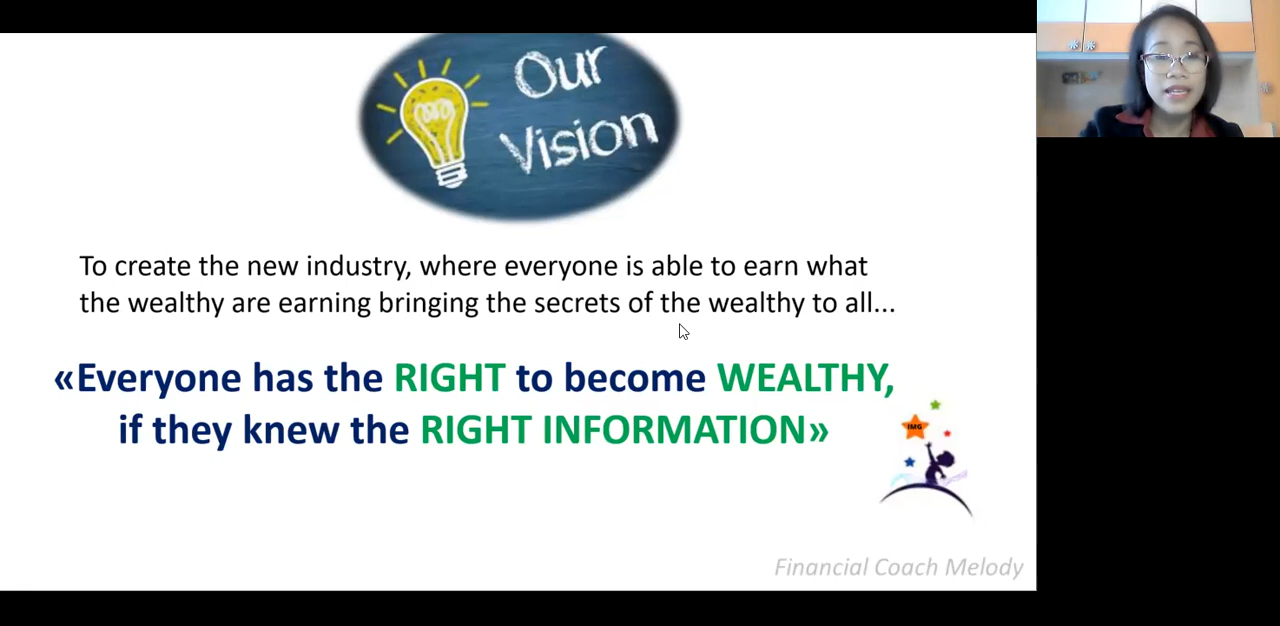 Our
Vision
To create the new industry, where everyone is able to earn what
the wealthy are earning bringing the secrets of the wealthy to all...
«Everyone has the RIGHT to become WEALTHY,
if they knew the RIGHT INFORMATION»
IMG
Financial Coach Melody